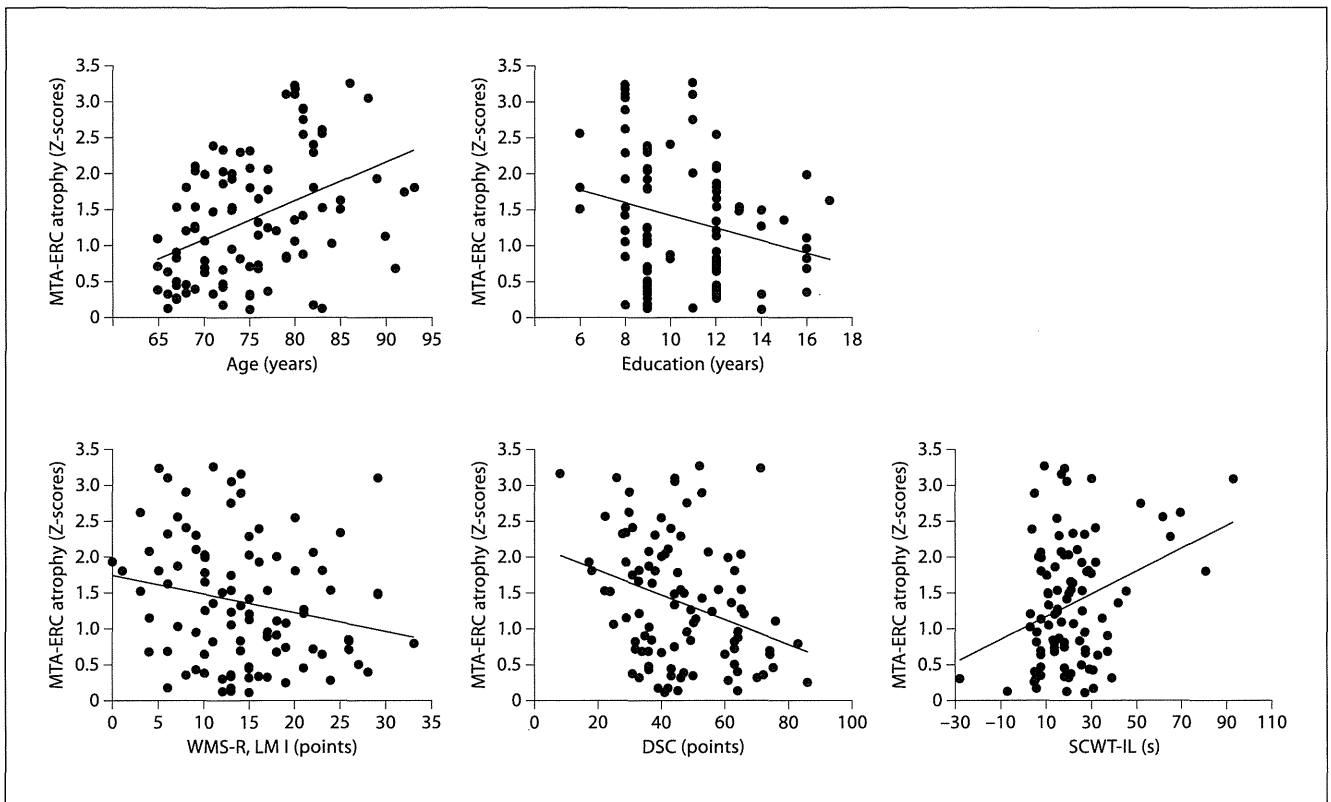 MTA-ERC atrophy (Z-scores)
3.5
3.0
2.5
2.0
1.5
1.0
0.5
0
65 70 75 80 85 90 95
Age (years)
MTA-ERC atrophy (Z-scores)
3.5
3.0
2.5
2.0
1.5
1.0
0.5
0
6 8 10 12 14 16 18
Education (years)
MTA-ERC atrophy (Z-scores)
3.5
3.0
2.5
2.0
1.5
1.0
0.5
0
0 5 10 15 20 25 30 35
WMS-R, LM I (points)
MTA-ERC atrophy (Z-scores)
3.5
3.0
2.5
2.0
1.5
1.0
0.5
0
0 20 40 60 80 100
DSC (points)
MTA-ERC atrophy (Z-scores)
3.5
3.0
2.5
2.0
1.5
1.0
0.5
0
–30 –10 10 30 50 70 90 110
SCWT-IL (s)